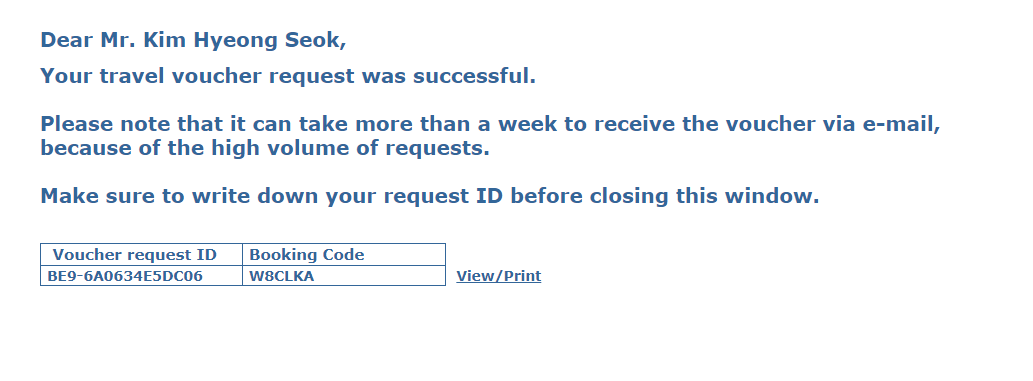 Dear Mr. Kim Hyeong Seok,
Your travel voucher request was successful.
Please note that it can take more than a week to receive the voucher via e-mail,
because of the high volume of requests.
Make sure to write down your request ID before closing this window.
Voucher request ID Booking Code
BE9-6A0634E5DC06 W8CLKA View/Print